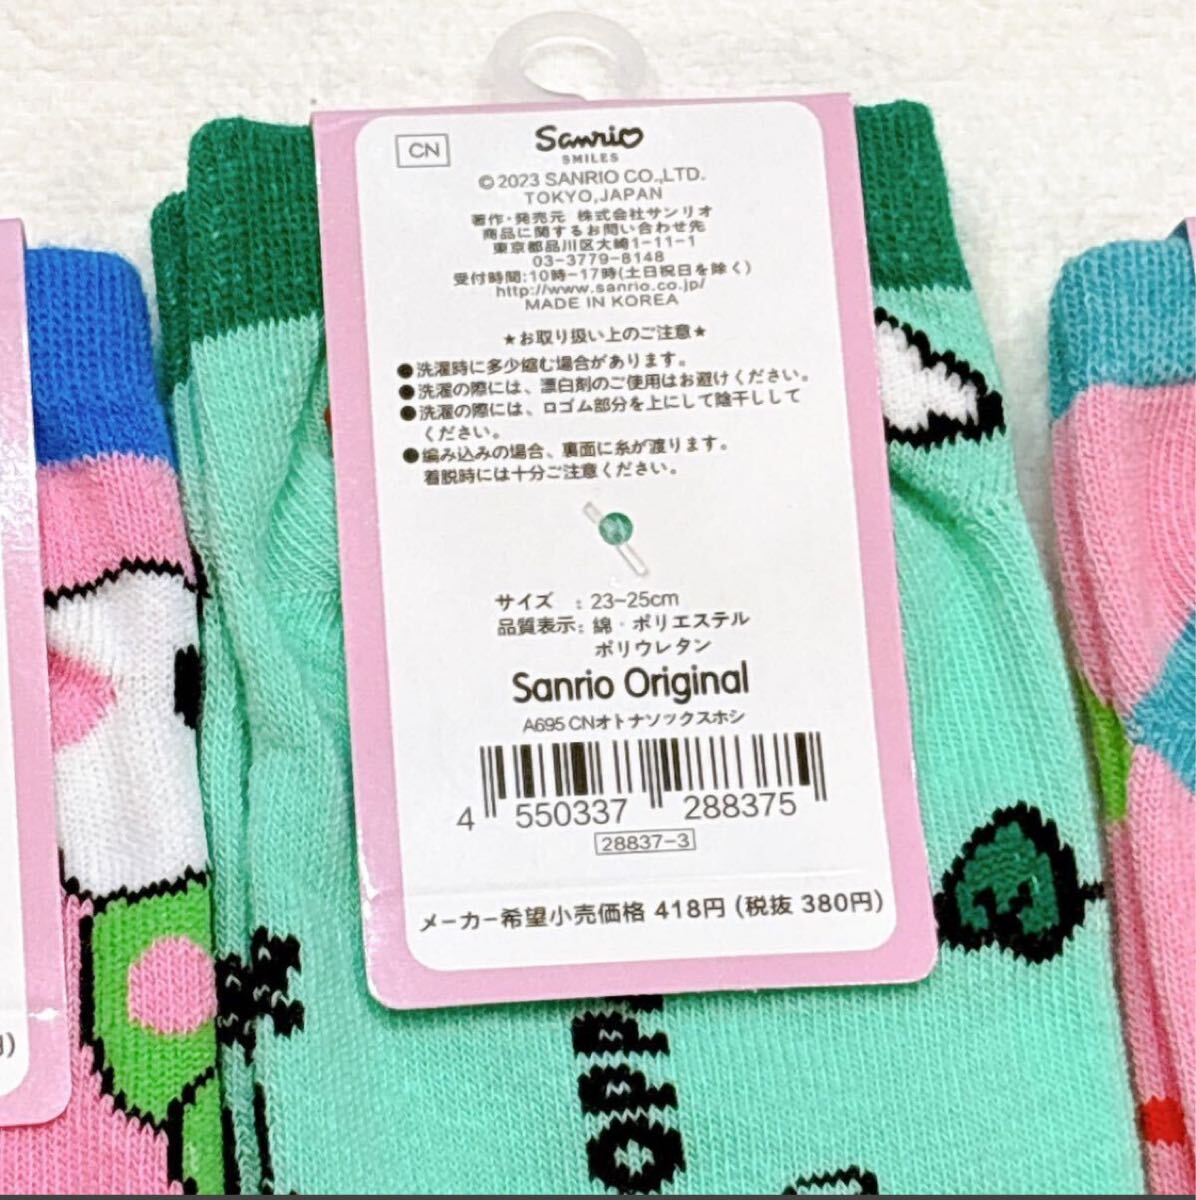 CN
Sanrio
SMILES
© 2023 SANRIO CO.,LTD.
TOKYO,JAPAN
著作・発売元 株式会社サンリオ
商品に関するお問い合わせ先
東京都品川区大崎1-11-1
03-3779-8148
受付時間:10時-17時(土日祝日を除く)
http://www.sanrio.co.jp/
MADE IN KOREA
★お取り扱い上のご注意★
●洗濯時に多少縮む場合があります。
●洗濯の際には、漂白剤のご使用はお避けください。
●洗濯の際には、口ゴム部分を上にして陰干しして
ください。
●編み込みの場合、裏面に糸が渡ります。
着脱時には十分ご注意ください。
サイズ : 23~25cm
品質表示: 綿・ポリエステル
ポリウレタン
Sanrio Original
A695 CNオトナソックスホシ
4 550337 288375
28837-3
メーカー希望小売価格 418円 (税抜 380円)